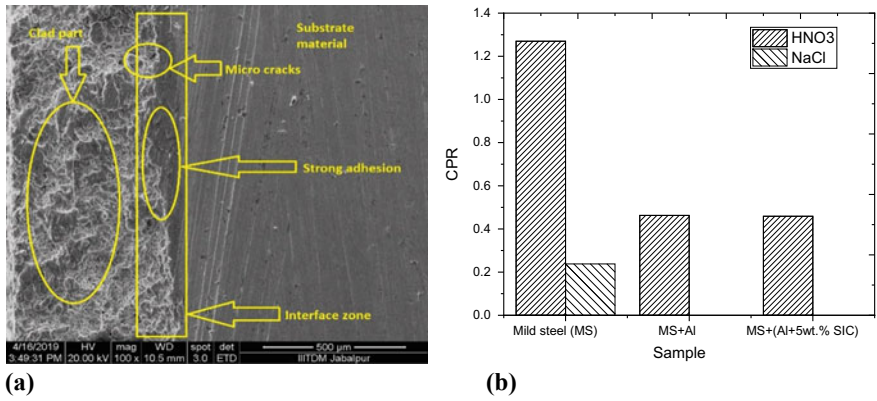 Clad part
Substrate
material
Micro cracks
Strong adhesion
Interface zone
4/16/2019 HV mag WD spot det
3:49:31 PM 20.00 kV 100 x 10.5 mm 3.0 ETD
500 µm
IIITDM Jabalpur
(a)
1.4
1.2
1.0
0.8
0.6
0.4
0.2
0.0
CPR
HNO3
NaCl
Mild steel (MS) MS+Al MS+(Al+5wt.% SIC)
Sample
(b)